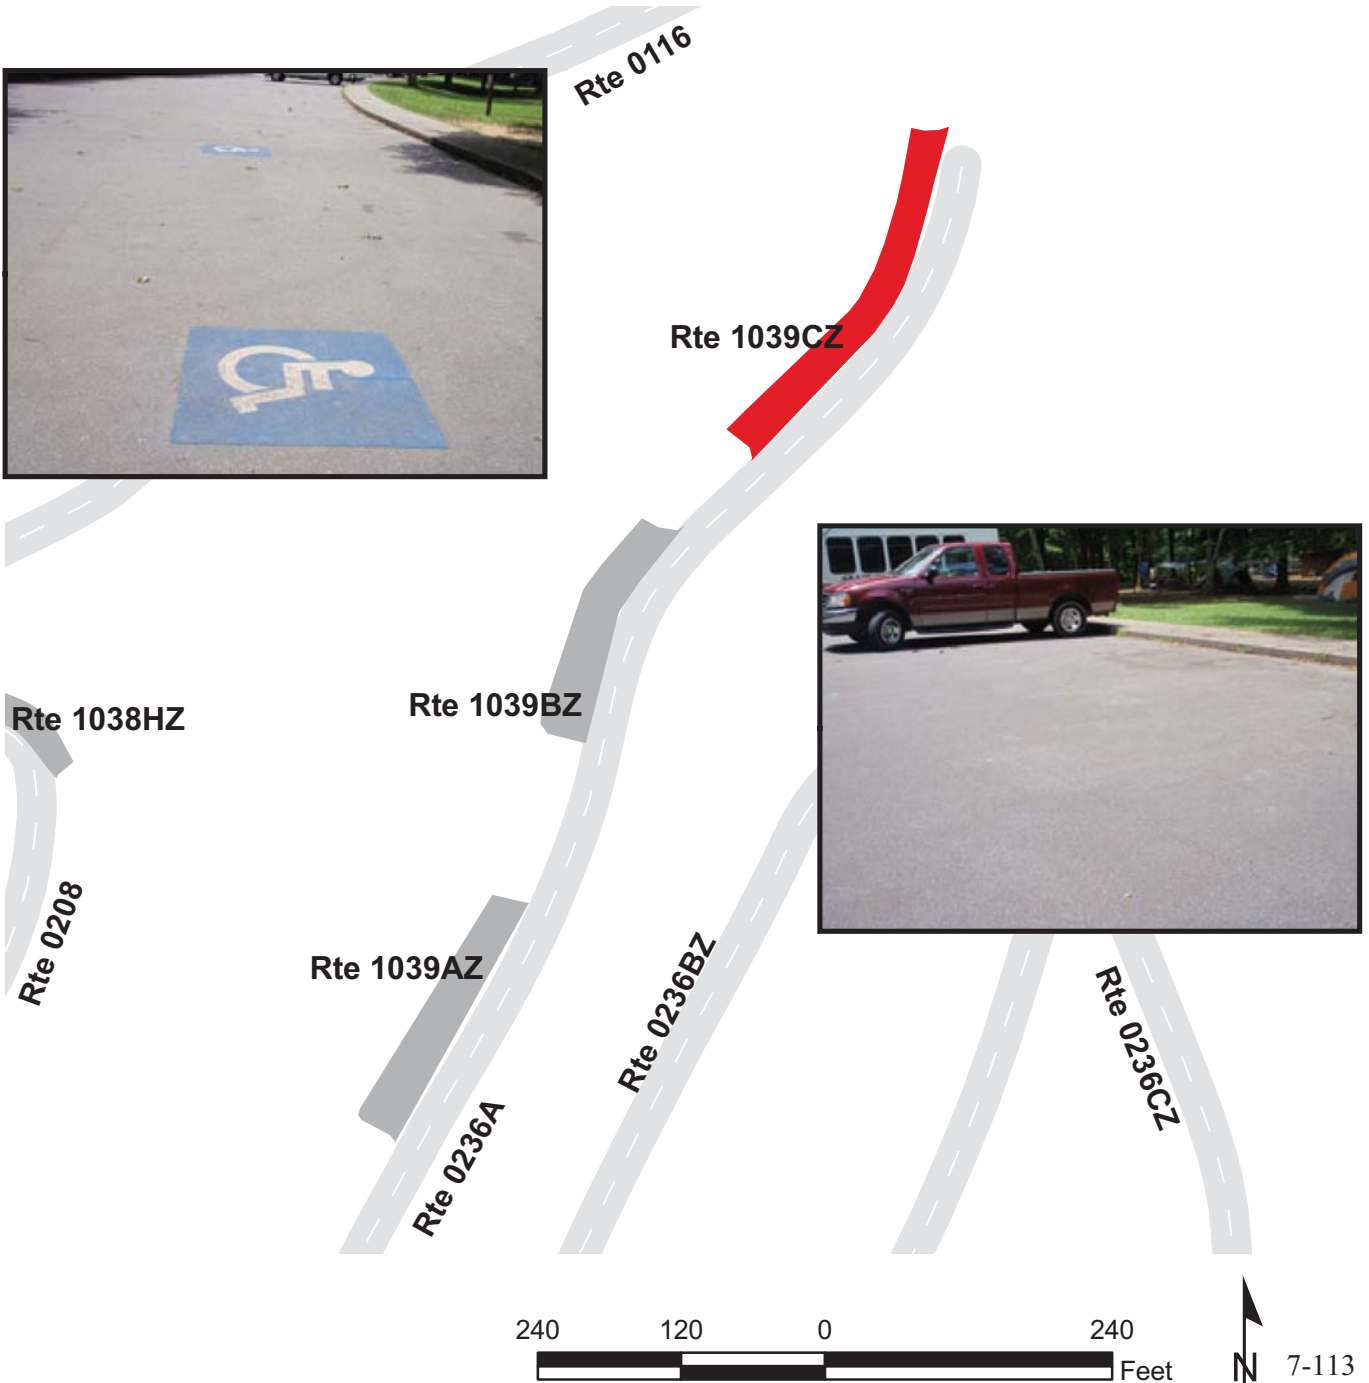 Rte 0116
Rte 1039CZ
Rte 1039BZ
Rte 1038HZ
Rte 0208
Rte 1039AZ
Rte 0236BZ
Rte 0236CZ
Rte 0236A
240 120 0 240
Feet
N
7-113